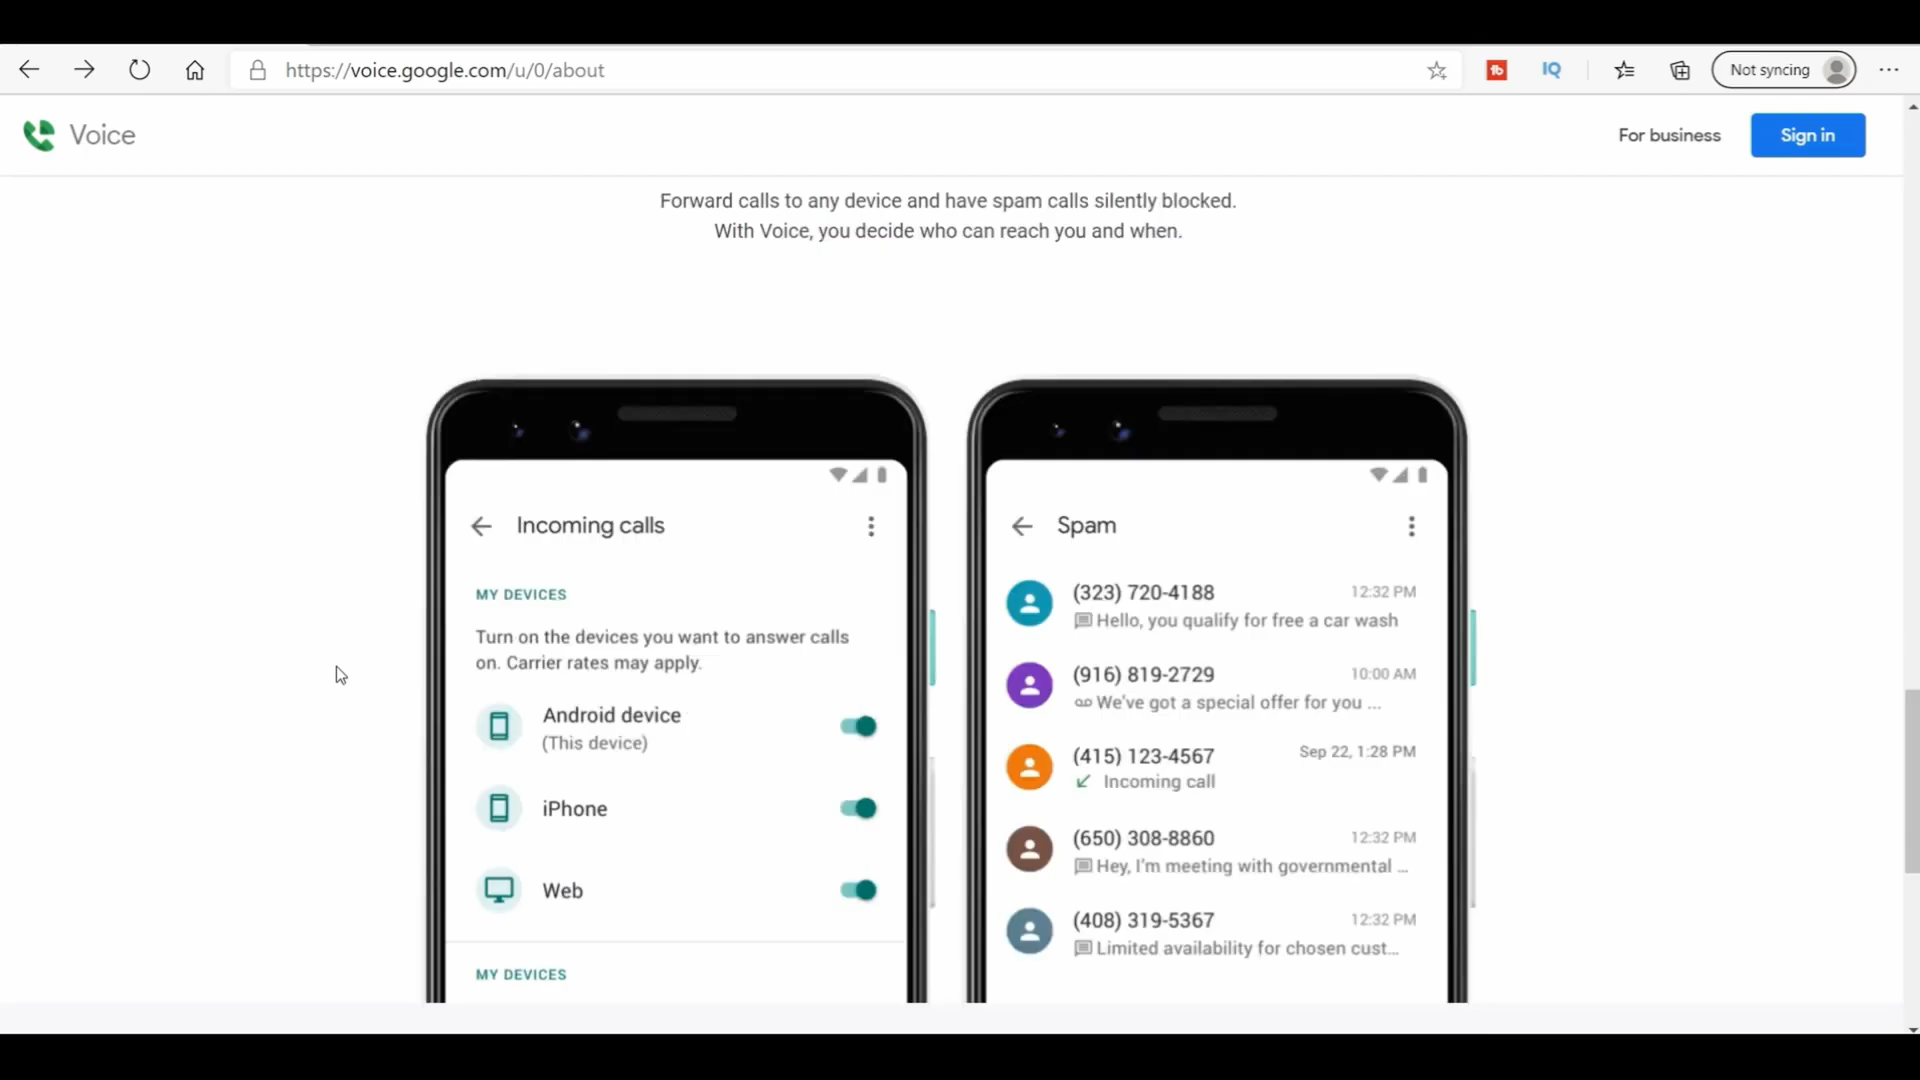 https://voice.google.com/u/0/about
tb
IQ
Not syncing
Voice
For business
Sign in
Forward calls to any device and have spam calls silently blocked.
With Voice, you decide who can reach you and when.
Incoming calls
MY DEVICES
Turn on the devices you want to answer calls
on. Carrier rates may apply.
Android device
(This device)
iPhone
Web
MY DEVICES
Spam
(323) 720-4188 12:32 PM
Hello, you qualify for free a car wash
(916) 819-2729 10:00 AM
We've got a special offer for you ...
(415) 123-4567 Sep 22, 1:28 PM
Incoming call
(650) 308-8860 12:32 PM
Hey, I'm meeting with governmental ...
(408) 319-5367 12:32 PM
Limited availability for chosen cust...